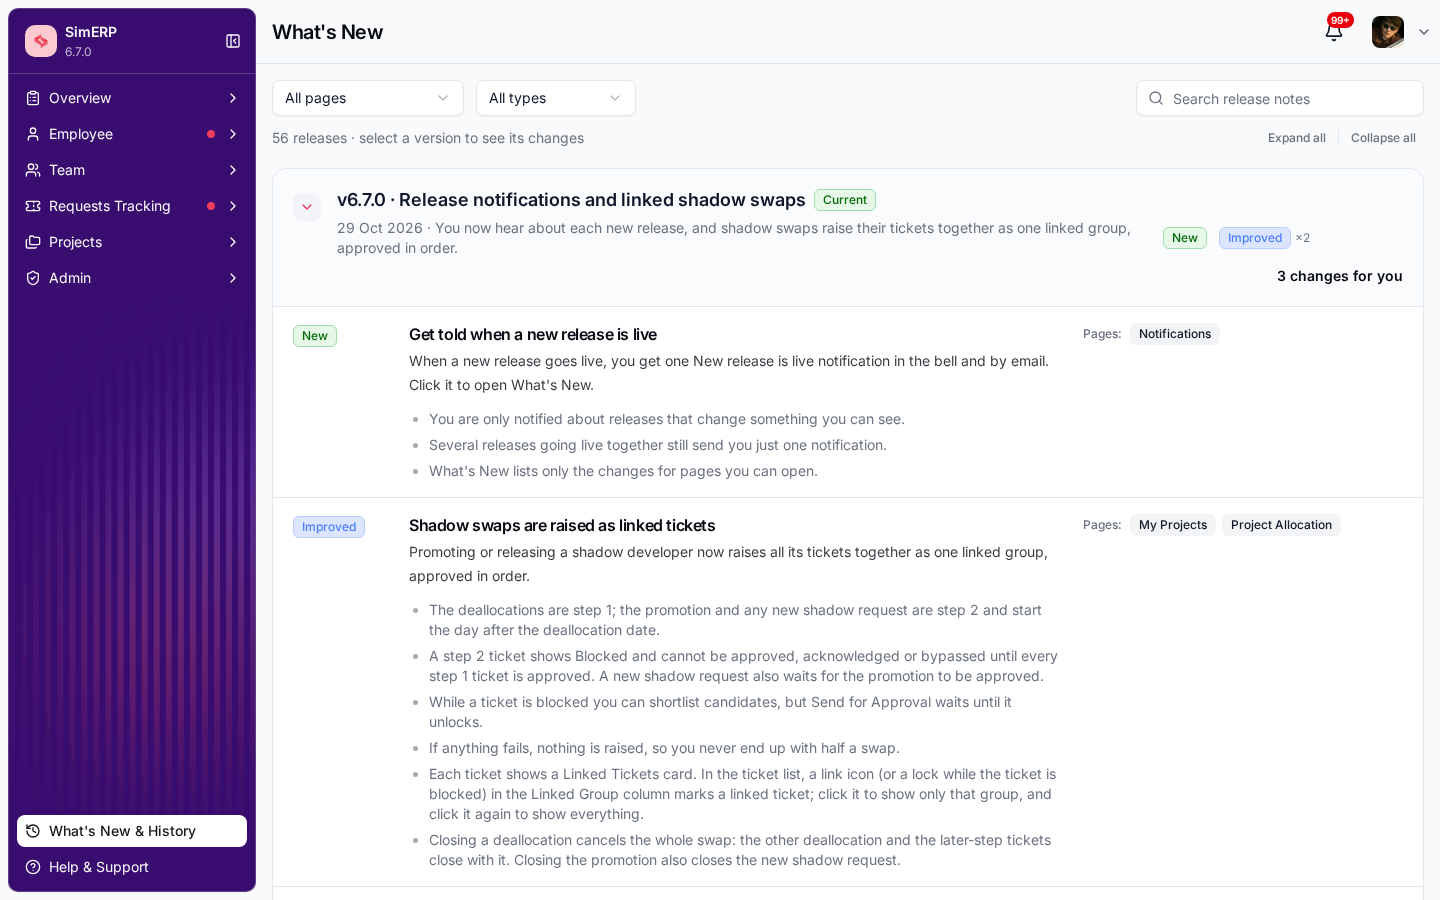 SimERP
6.7.0
Overview
Employee
Team
Requests Tracking
Projects
Admin
What's New & History
Help & Support
What's New
99+
All pages
All types
Search release notes
56 releases · select a version to see its changes
Expand all
Collapse all
v6.7.0 · Release notifications and linked shadow swaps
Current
29 Oct 2026 · You now hear about each new release, and shadow swaps raise their tickets together as one linked group,
approved in order.
New
Improved ×2
3 changes for you
New
Get told when a new release is live
When a new release goes live, you get one New release is live notification in the bell and by email.
Click it to open What's New.
You are only notified about releases that change something you can see.
Several releases going live together still send you just one notification.
What's New lists only the changes for pages you can open.
Pages: Notifications
Improved
Shadow swaps are raised as linked tickets
Promoting or releasing a shadow developer now raises all its tickets together as one linked group,
approved in order.
The deallocations are step 1; the promotion and any new shadow request are step 2 and start
the day after the deallocation date.
A step 2 ticket shows Blocked and cannot be approved, acknowledged or bypassed until every
step 1 ticket is approved. A new shadow request also waits for the promotion to be approved.
While a ticket is blocked you can shortlist candidates, but Send for Approval waits until it
unlocks.
If anything fails, nothing is raised, so you never end up with half a swap.
Each ticket shows a Linked Tickets card. In the ticket list, a link icon (or a lock while the ticket is
blocked) in the Linked Group column marks a linked ticket; click it to show only that group, and
click it again to show everything.
Closing a deallocation cancels the whole swap: the other deallocation and the later-step tickets
close with it. Closing the promotion also closes the new shadow request.
Pages: My Projects Project Allocation